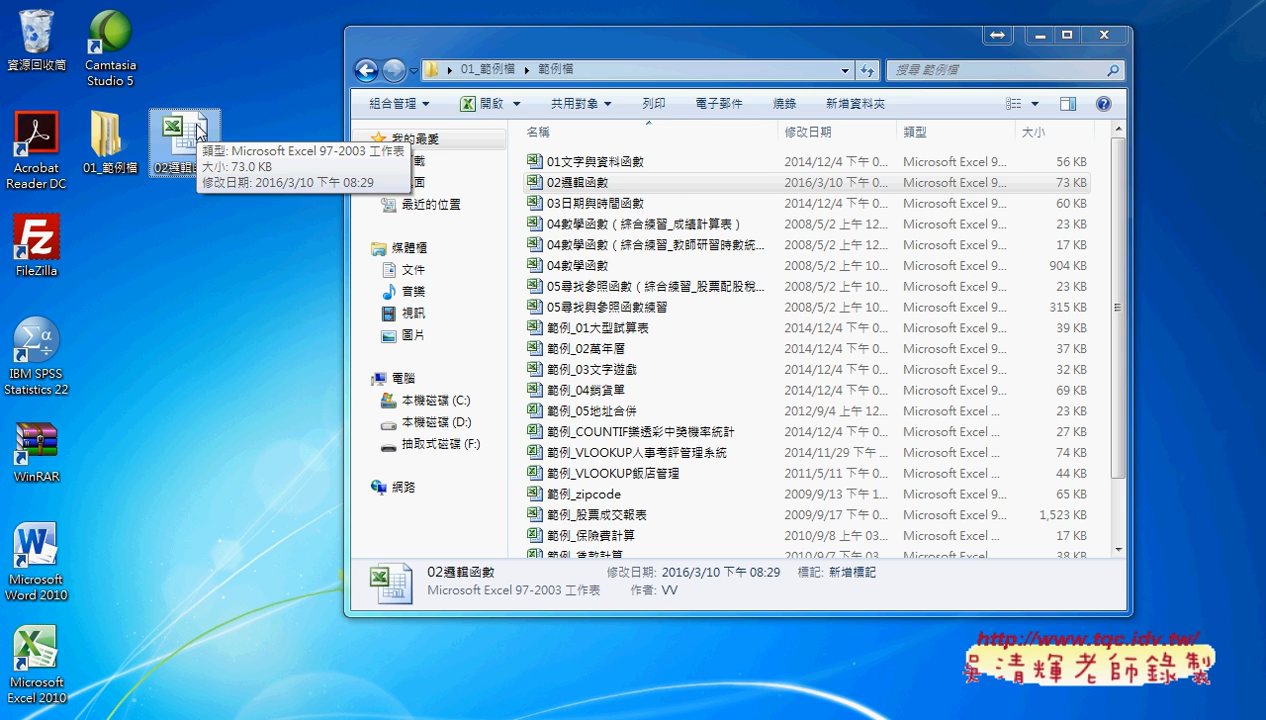 資源回收筒
Camtasia
Studio 5
Acrobat
Reader DC
01_範例檔
FileZilla
IBM SPSS
Statistics 22
WinRAR
Microsoft
Word 2010
Microsoft
Excel 2010
類型: Microsoft Excel 97-2003 工作表
大小: 73.0 KB
修改日期: 2016/3/10 下午 08:29
01_範例檔 ▸ 範例檔
搜尋 範例檔
組合管理 開啟 共用對象 列印 電子郵件 燒錄 新增資料夾
我的最愛
最近的位置
媒體櫃
文件
音樂
視訊
圖片
電腦
本機磁碟 (C:)
本機磁碟 (D:)
抽取式磁碟 (F:)
網路
名稱 修改日期 類型 大小
01文字與資料函數 2014/12/4 下午 0... Microsoft Excel 9... 56 KB
02邏輯函數 2016/3/10 下午 0... Microsoft Excel 9... 73 KB
03日期與時間函數 2014/12/4 下午 0... Microsoft Excel 9... 60 KB
04數學函數（綜合練習_成績計算表） 2008/5/2 上午 12... Microsoft Excel 9... 23 KB
04數學函數（綜合練習_教師研習時數統... 2008/5/2 上午 12... Microsoft Excel 9... 17 KB
04數學函數 2008/5/2 上午 10... Microsoft Excel 9... 904 KB
05尋找參照函數（綜合練習_股票配股稅... 2008/5/2 上午 10... Microsoft Excel 9... 23 KB
05尋找與參照函數練習 2008/5/2 上午 10... Microsoft Excel 9... 315 KB
範例_01大型試算表 2014/12/4 下午 0... Microsoft Excel 9... 39 KB
範例_02萬年曆 2014/12/4 下午 0... Microsoft Excel 9... 37 KB
範例_03文字遊戲 2014/12/4 下午 0... Microsoft Excel 9... 32 KB
範例_04銷貨單 2014/12/4 下午 0... Microsoft Excel 9... 69 KB
範例_05地址合併 2012/9/4 上午 12... Microsoft Excel ... 23 KB
範例_COUNTIF樂透彩中獎機率統計 2014/12/4 下午 0... Microsoft Excel ... 27 KB
範例_VLOOKUP人事考評管理系統 2014/11/29 下午 ... Microsoft Excel ... 74 KB
範例_VLOOKUP飯店管理 2011/5/11 下午 0... Microsoft Excel ... 44 KB
範例_zipcode 2009/9/13 下午 1... Microsoft Excel ... 65 KB
範例_股票成交報表 2009/9/17 下午 0... Microsoft Excel ... 1,523 KB
範例_保險費計算 2010/9/8 上午 03... Microsoft Excel ... 17 KB
範例_貸款計算 2010/9/7 下午 03... Microsoft Excel ... 38 KB
02邏輯函數 修改日期: 2016/3/10 下午 08:29 標記: 新增標記
Microsoft Excel 97-2003 工作表 作者: VV
http://www.tqc.idv.tw/
吳清輝老師錄製